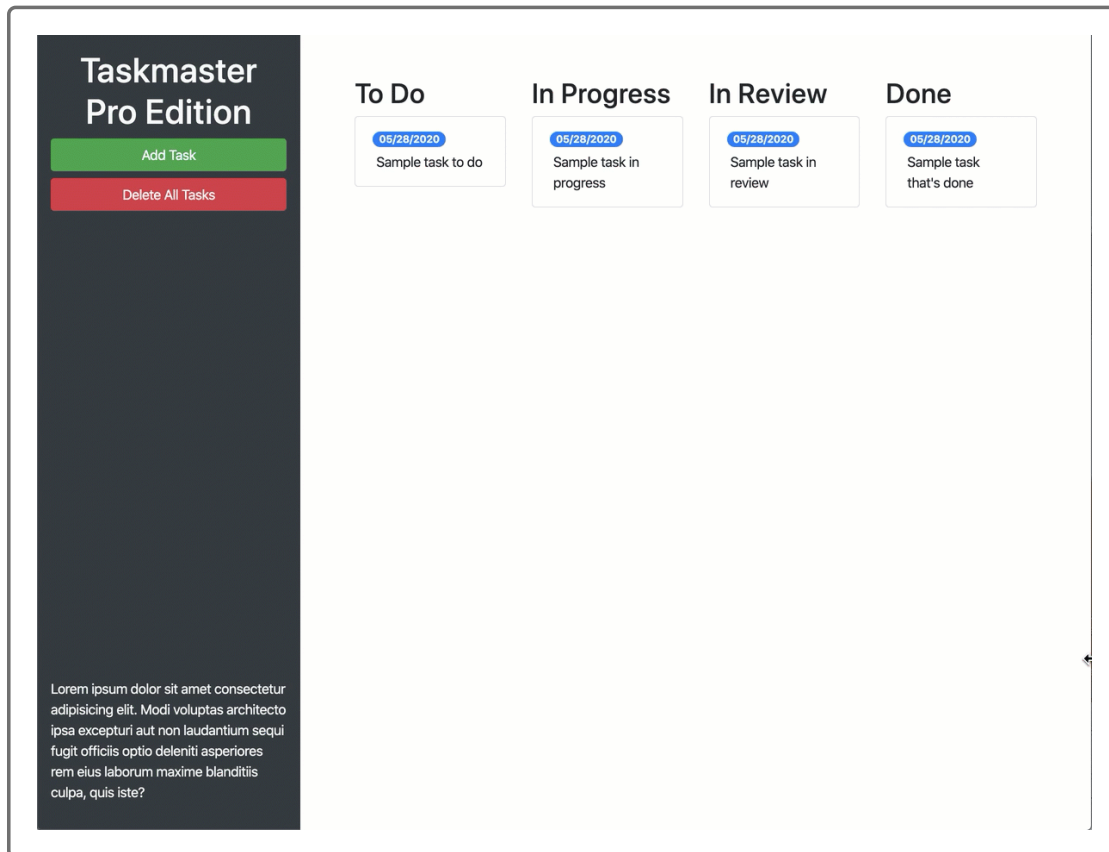 Taskmaster
Pro Edition
Add Task
Delete All Tasks
Lorem ipsum dolor sit amet consectetur
adipisicing elit. Modi voluptas architecto
ipsa excepturi aut non laudantium sequi
fugit officiis optio deleniti asperiores
rem eius laborum maxime blanditiis
culpa, quis iste?
To Do
05/28/2020
Sample task to do
In Progress
05/28/2020
Sample task in
progress
In Review
05/28/2020
Sample task in
review
Done
05/28/2020
Sample task
that's done